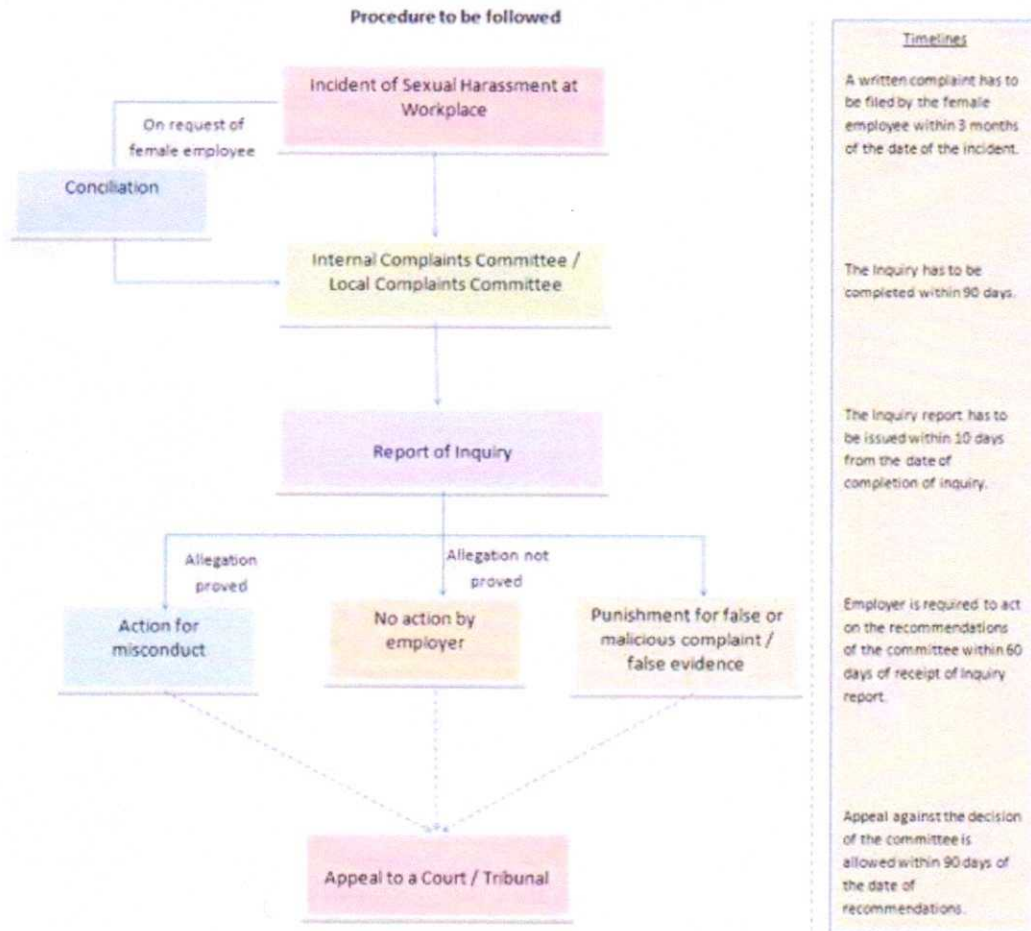 Procedure to be followed
Incident of Sexual Harassment at
Workplace
On request of
female employee
Conciliation
Internal Complaints Committee /
Local Complaints Committee
Report of Inquiry
Allegation
proved
Allegation not
proved
Action for
misconduct
No action by
employer
Punishment for false or
malicious complaint /
false evidence
Appeal to a Court / Tribunal
Timelines
A written complaint has to
be filed by the female
employee within 3 months
of the date of the incident.
The Inquiry has to be
completed within 90 days.
The Inquiry report has to
be issued within 10 days
from the date of
completion of inquiry.
Employer is required to act
on the recommendations
of the committee within 60
days of receipt of Inquiry
report.
Appeal against the decision
of the committee is
allowed within 90 days of
the date of
recommendations.